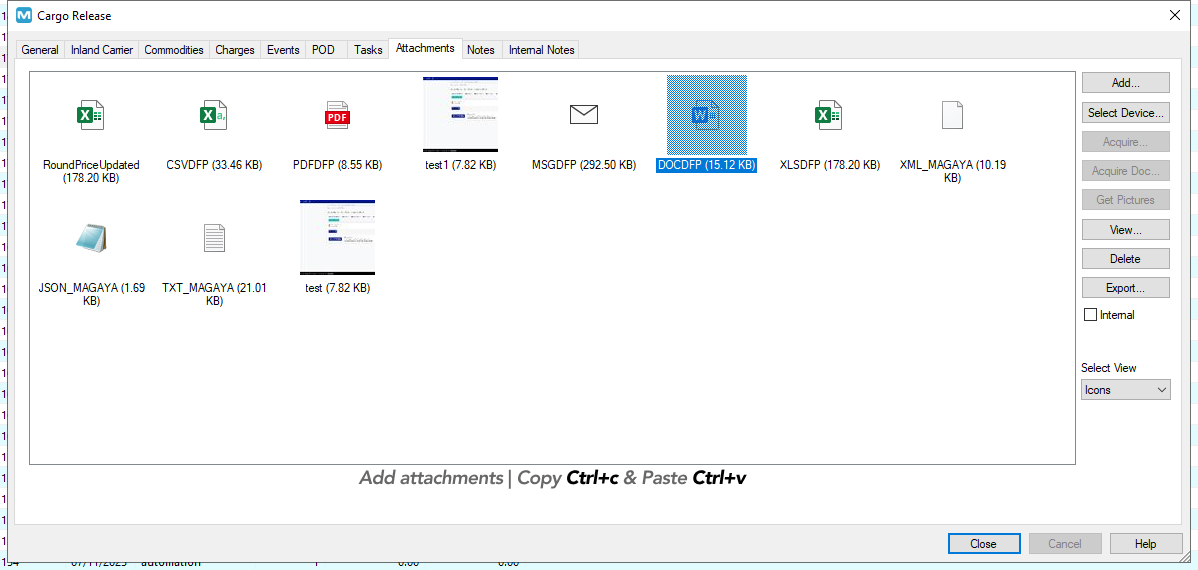 Cargo Release
General Inland Carrier Commodities Charges Events POD Tasks Attachments Notes Internal Notes
Add...
Select Device...
Acquire...
Acquire Doc...
Get Pictures
View...
Delete
Export...
Internal
Select View
Icons
RoundPriceUpdated
(178.20 KB)
CSVDFP (33.46 KB)
PDF
PDFDFP (8.55 KB)
test1 (7.82 KB)
MSGDFP (292.50 KB)
DOCDFP (15.12 KB)
XLSDFP (178.20 KB)
XML_MAGAYA (10.19
KB)
JSON_MAGAYA (1.69
KB)
TXT_MAGAYA (21.01
KB)
test (7.82 KB)
Add attachments | Copy Ctrl+c & Paste Ctrl+v
Close Cancel Help